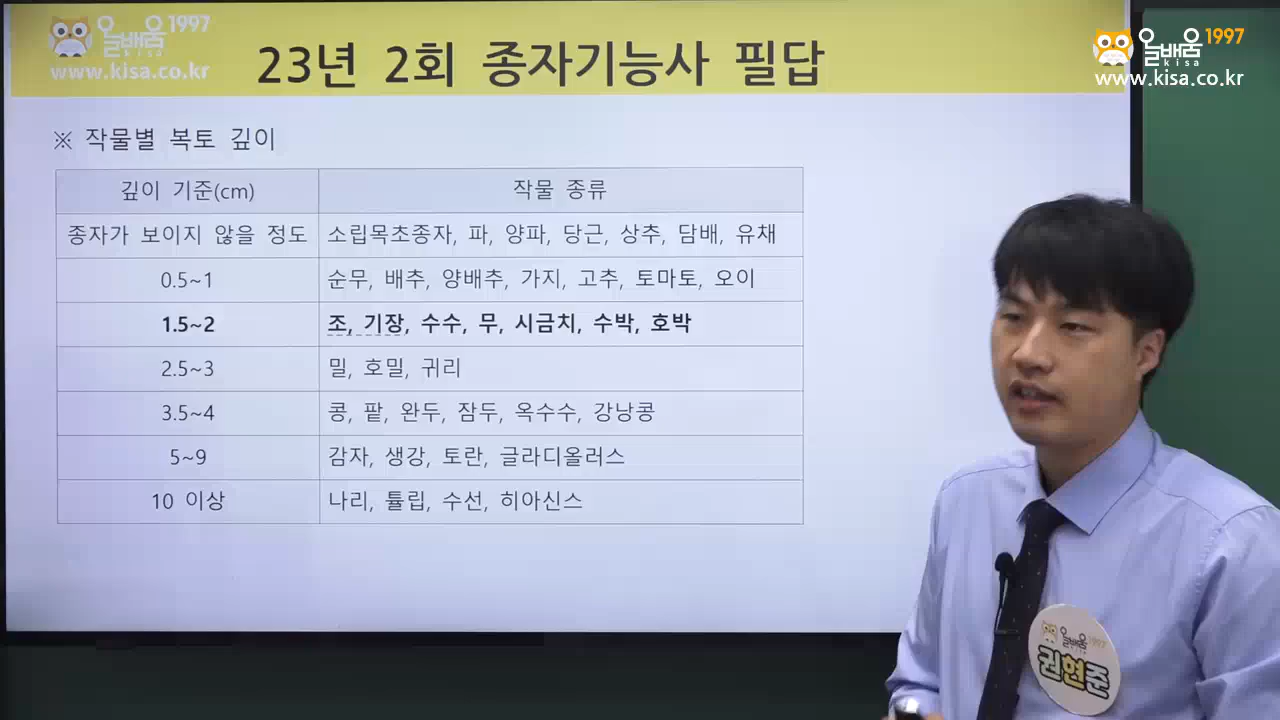 올배움 1997
kisa
www.kisa.co.kr
23년 2회 종자기능사 필답
올배움 1997
kisa
www.kisa.co.kr
※ 작물별 복토 깊이
깊이 기준(cm) 작물 종류
종자가 보이지 않을 정도 소립목초종자, 파, 양파, 당근, 상추, 담배, 유채
0.5~1 순무, 배추, 양배추, 가지, 고추, 토마토, 오이
1.5~2 조, 기장, 수수, 무, 시금치, 수박, 호박
2.5~3 밀, 호밀, 귀리
3.5~4 콩, 팥, 완두, 잠두, 옥수수, 강낭콩
5~9 감자, 생강, 토란, 글라디올러스
10 이상 나리, 튤립, 수선, 히아신스
올배움 1997
kisa
권현준